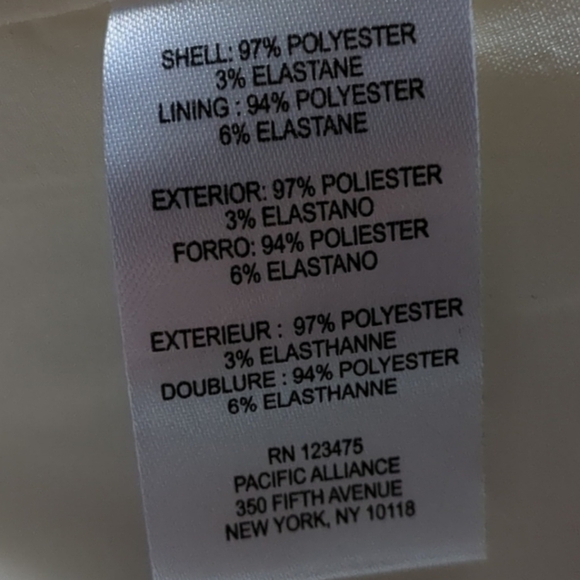 SHELL: 97% POLYESTER
3% ELASTANE
LINING : 94% POLYESTER
6% ELASTANE
EXTERIOR: 97% POLIESTER
3% ELASTANO
FORRO: 94% POLIESTER
6% ELASTANO
EXTERIEUR : 97% POLYESTER
3% ELASTHANNE
DOUBLURE : 94% POLYESTER
6% ELASTHANNE
RN 123475
PACIFIC ALLIANCE
350 FIFTH AVENUE
NEW YORK, NY 10118